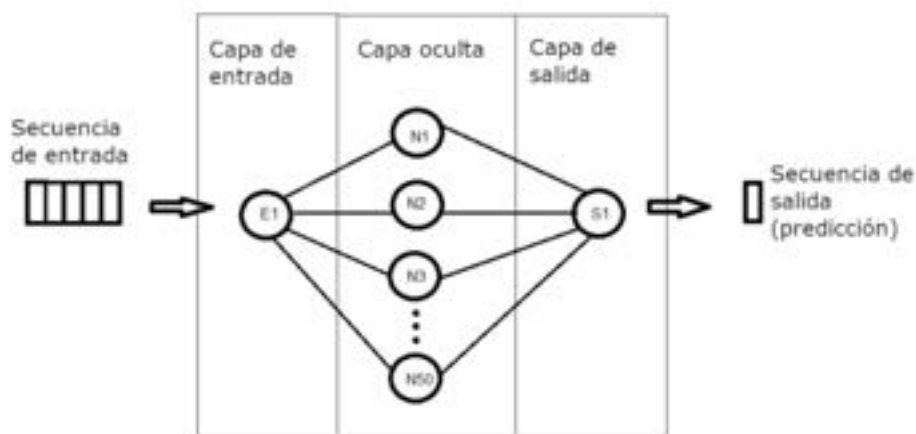 Capa de
entrada
Capa oculta
Capa de
salida
Secuencia
de entrada
N1
E1
N2
S1
N3
N50
Secuencia de
salida
(predicción)